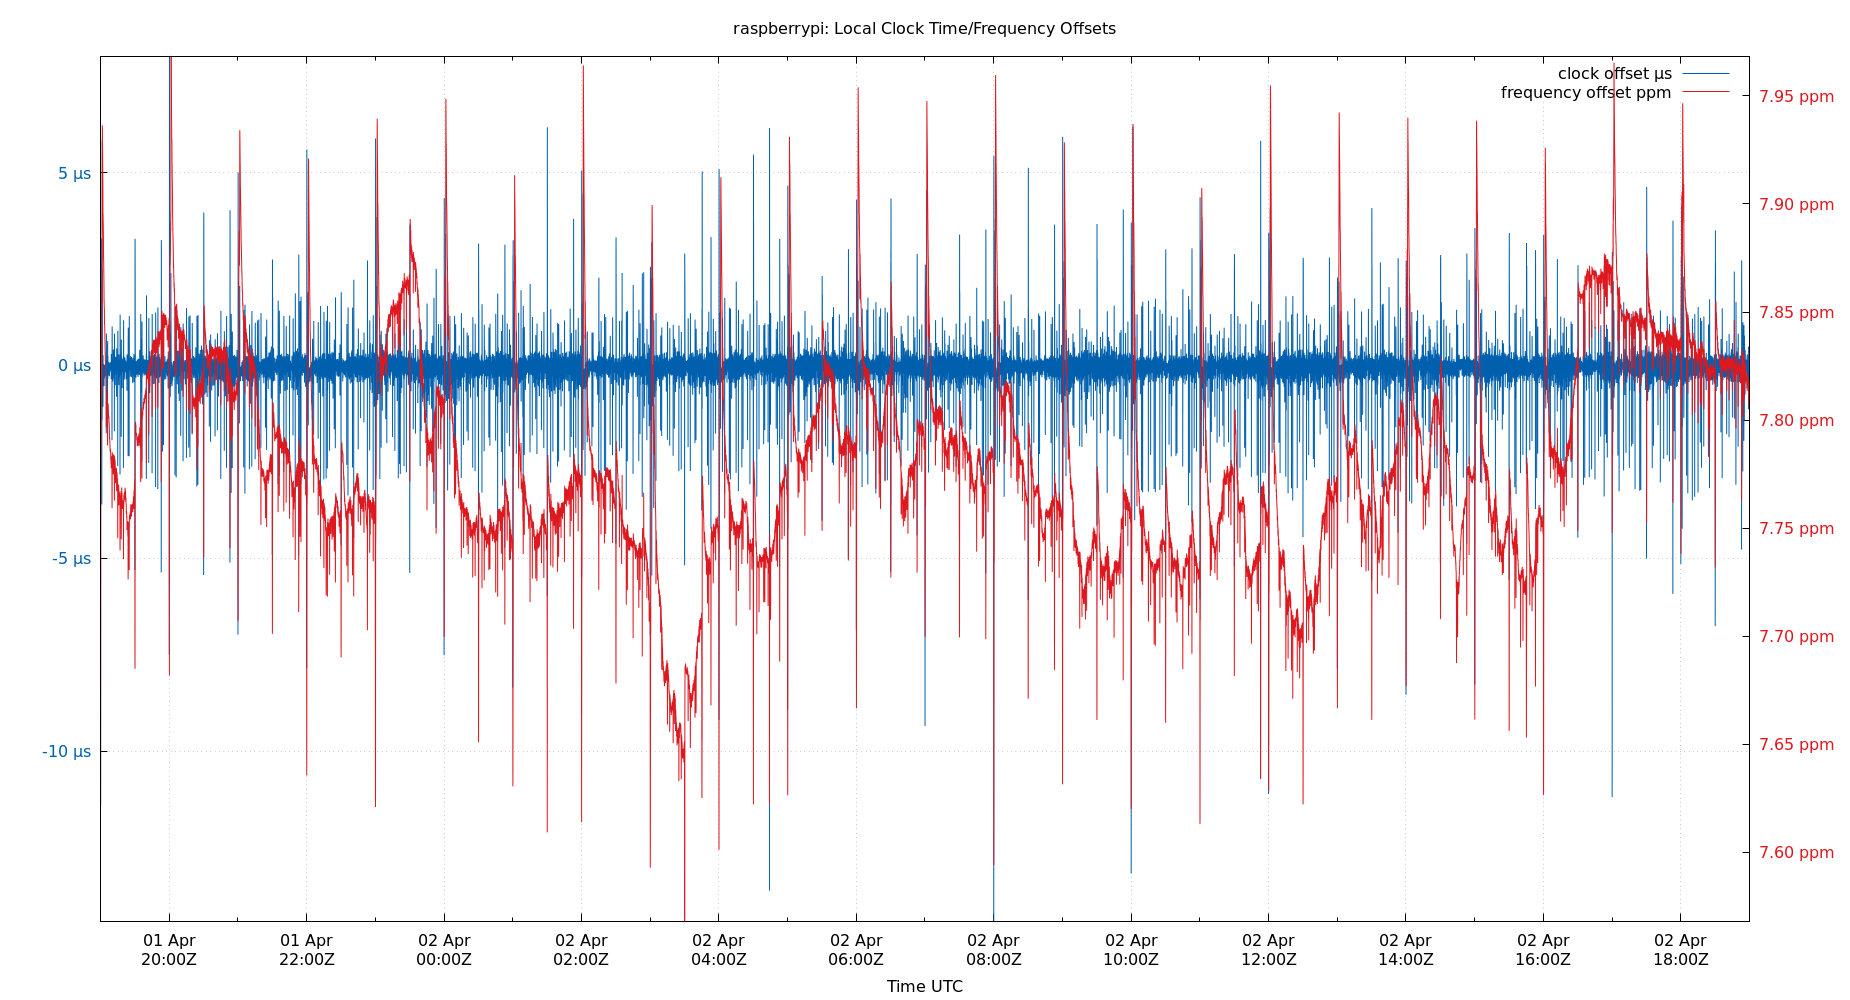 raspberrypi: Local Clock Time/Frequency Offsets
clock offset µs
frequency offset ppm
5 µs
0 µs
-5 µs
-10 µs
7.95 ppm
7.90 ppm
7.85 ppm
7.80 ppm
7.75 ppm
7.70 ppm
7.65 ppm
7.60 ppm
01 Apr 01 Apr 02 Apr 02 Apr 02 Apr 02 Apr 02 Apr 02 Apr 02 Apr 02 Apr 02 Apr 02 Apr
20:00Z 22:00Z 00:00Z 02:00Z 04:00Z 06:00Z 08:00Z 10:00Z 12:00Z 14:00Z 16:00Z 18:00Z
Time UTC